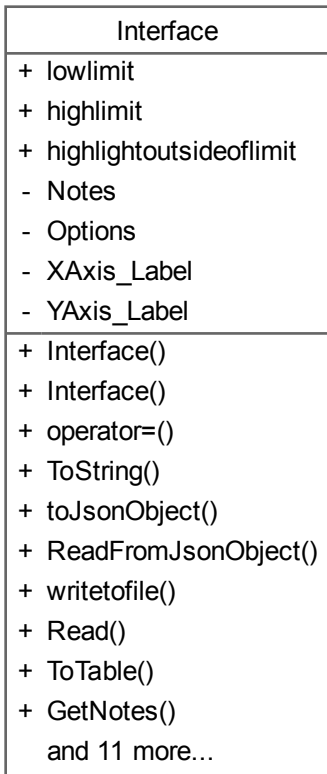 Interface
+ lowlimit
+ highlimit
+ highlightoutsideoflimit
- Notes
- Options
- XAxis_Label
- YAxis_Label
+ Interface()
+ Interface()
+ operator=()
+ ToString()
+ toJsonObject()
+ ReadFromJsonObject()
+ writetofile()
+ Read()
+ ToTable()
+ GetNotes()
and 11 more...